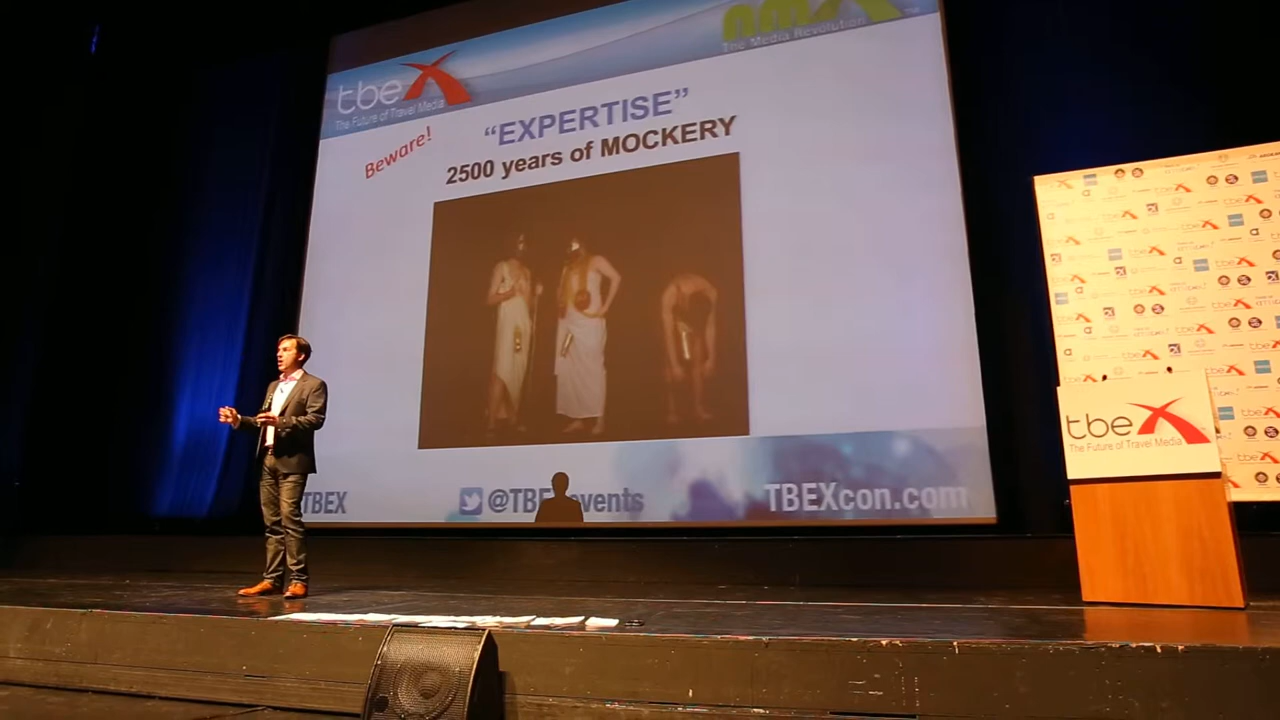 tbex
The Future of Travel Media
nmx
The Media Revolution
Beware!
“EXPERTISE”
2500 years of MOCKERY
TBEX
TBEXcon.com
tbex
The Future of Travel Media